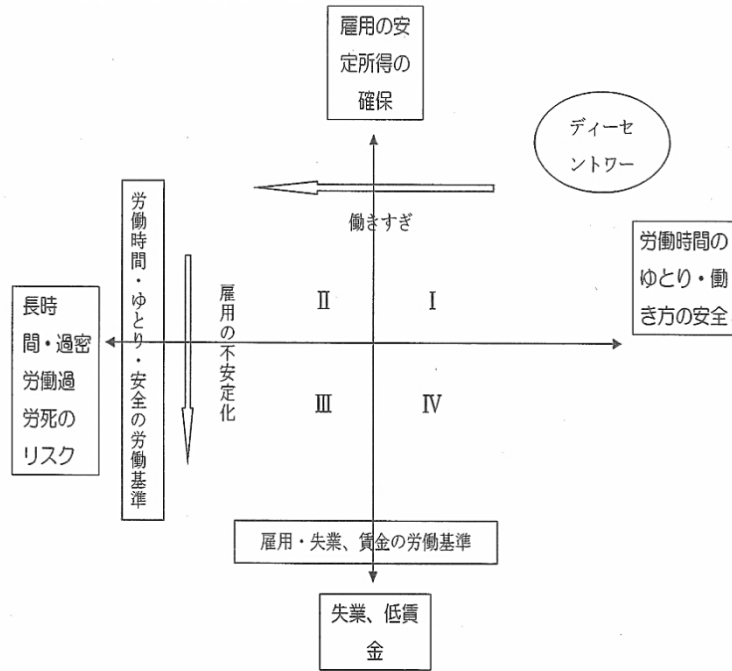 雇用の安
定所得の
確保
ディーセ
ントワー
働きすぎ
労働時間の
ゆとり・働
き方の安全
労働時間・ゆとり・安全の労働基準
雇用の不安定化
Ⅱ
Ⅰ
長時
間・過密
労働過
労死の
リスク
Ⅲ
Ⅳ
雇用・失業、賃金の労働基準
失業、低賃
金